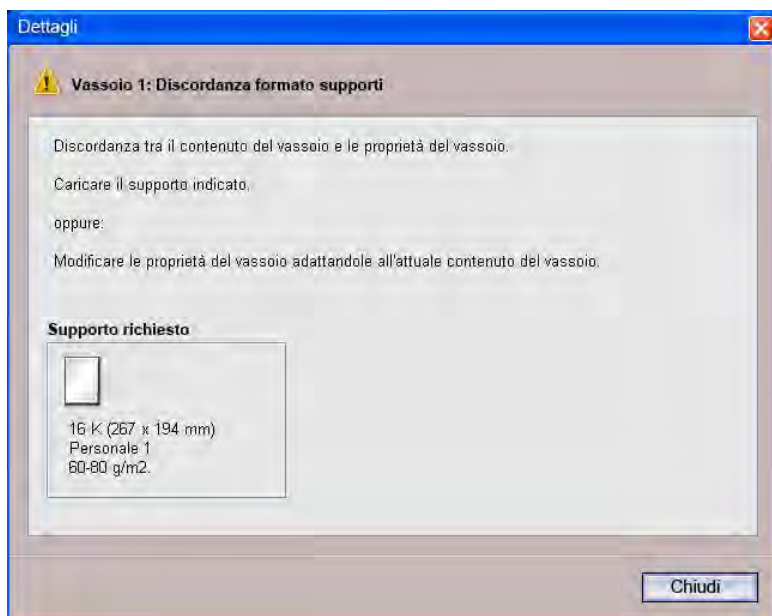 Dettagli
Vassoio 1: Discordanza formato supporti
Discordanza tra il contenuto del vassoio e le proprietà del vassoio.
Caricare il supporto indicato.
oppure:
Modificare le proprietà del vassoio adattandole all'attuale contenuto del vassoio.
Supporto richiesto
16 K (267 x 194 mm)
Personale 1
60-80 g/m2.
Chiudi